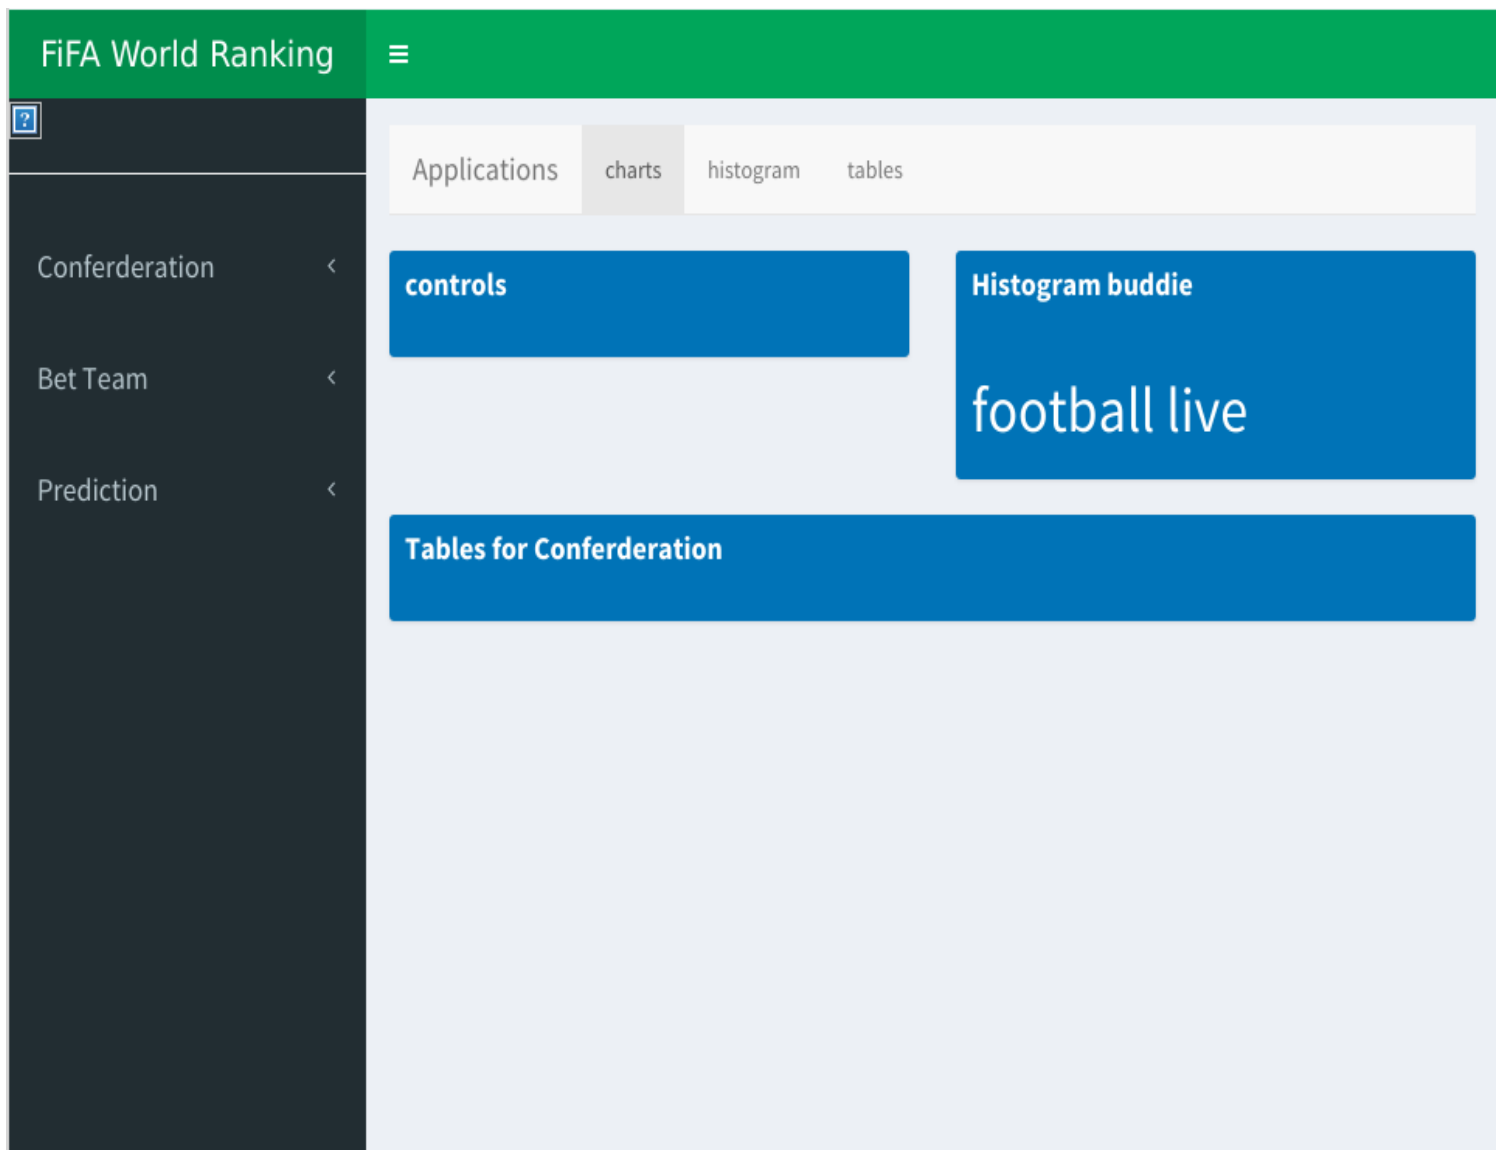 FiFA World Ranking
Applications charts histogram tables
Conferderation
Bet Team
Prediction
controls
Histogram buddie
football live
Tables for Conferderation